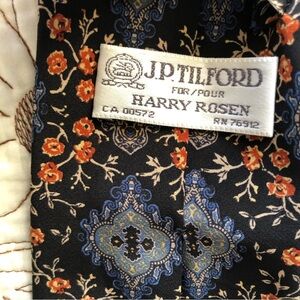 J.P. TILFORD
FOR/POUR
HARRY ROSEN
CA 00572
RN 76912